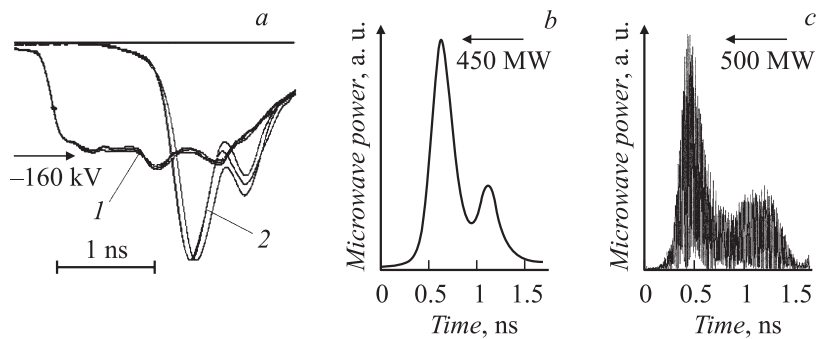 a
–160 kV
1
2
1 ns
b
450 MW
Microwave power, a. u.
0 0.5 1 1.5
Time, ns
c
500 MW
Microwave power, a. u.
0 0.5 1 1.5
Time, ns